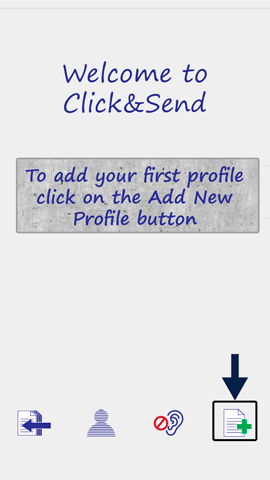 Welcome to
Click&Send
To add your first profile
click on the Add New
Profile button